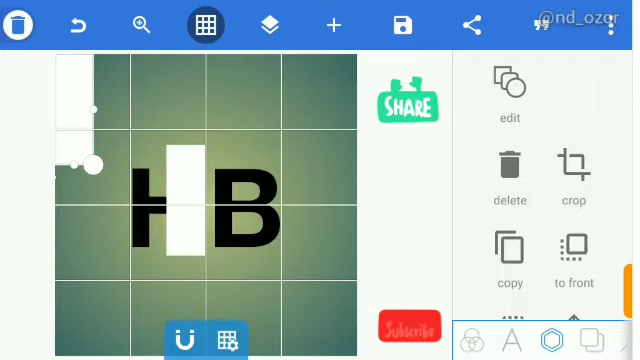 @nd_ozor
SHARE
edit
HB
delete
crop
copy
to front
Subscribe